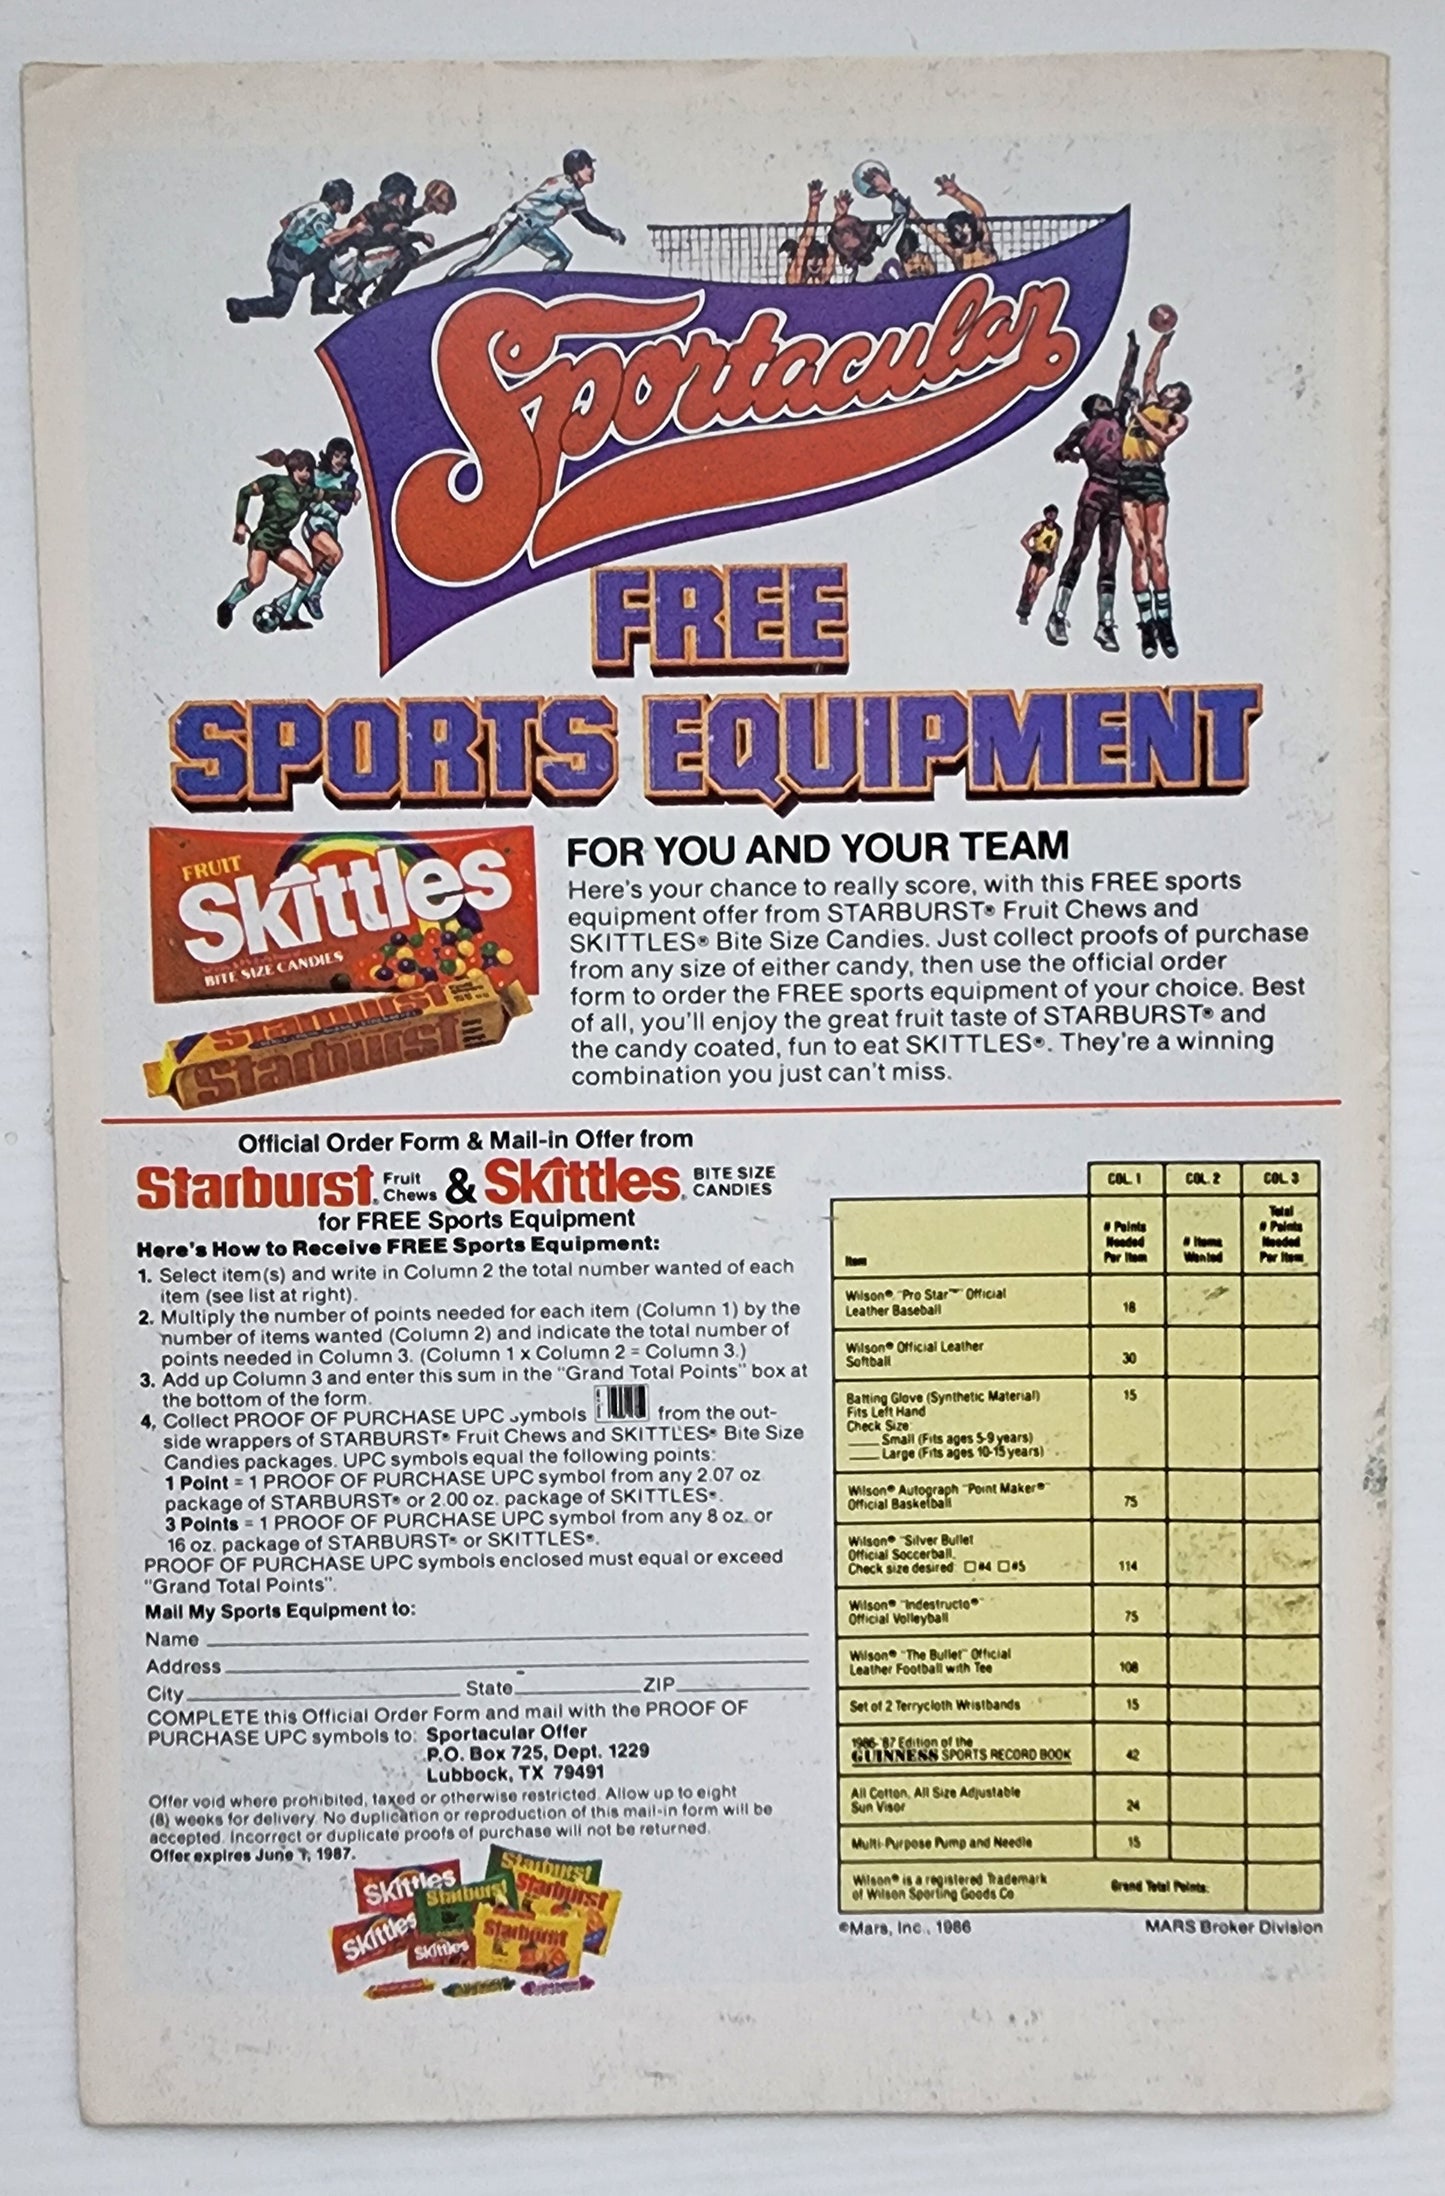 Sportacular
FREE
SPORTS EQUIPMENT
FRUIT
Skittles
BITE SIZE CANDIES
Starburst
Starburst
FOR YOU AND YOUR TEAM
Here's your chance to really score, with this FREE sports
equipment offer from STARBURST® Fruit Chews and
SKITTLES® Bite Size Candies. Just collect proofs of purchase
from any size of either candy, then use the official order
form to order the FREE sports equipment of your choice. Best
of all, you'll enjoy the great fruit taste of STARBURST® and
the candy coated, fun to eat SKITTLES®. They're a winning
combination you just can't miss.
Official Order Form & Mail-in Offer from
Starburst® Fruit Chews & Skittles® BITE SIZE CANDIES
for FREE Sports Equipment
Here's How to Receive FREE Sports Equipment:
1. Select item(s) and write in Column 2 the total number wanted of each
item (see list at right).
2. Multiply the number of points needed for each item (Column 1) by the
number of items wanted (Column 2) and indicate the total number of
points needed in Column 3. (Column 1 x Column 2 = Column 3.)
3. Add up Column 3 and enter this sum in the "Grand Total Points" box at
the bottom of the form.
4. Collect PROOF OF PURCHASE UPC symbols from the out-
side wrappers of STARBURST® Fruit Chews and SKITTLES® Bite Size
Candies packages. UPC symbols equal the following points:
1 Point = 1 PROOF OF PURCHASE UPC symbol from any 2.07 oz.
package of STARBURST® or 2.00 oz. package of SKITTLES®.
3 Points = 1 PROOF OF PURCHASE UPC symbol from any 8 oz. or
16 oz. package of STARBURST® or SKITTLES®.
PROOF OF PURCHASE UPC symbols enclosed must equal or exceed
"Grand Total Points".
Mail My Sports Equipment to:
Name
Address
City State ZIP
COMPLETE this Official Order Form and mail with the PROOF OF
PURCHASE UPC symbols to: Sportacular Offer
P.O. Box 725, Dept. 1229
Lubbock, TX 79491
Offer void where prohibited, taxed or otherwise restricted. Allow up to eight
(8) weeks for delivery. No duplication or reproduction of this mail-in form will be
accepted. Incorrect or duplicate proofs of purchase will not be returned.
Offer expires June 1, 1987.
Skittles
Starburst
Starburst
Starburst
Skittles
Skittles
Starburst
COL. 1 COL. 2 COL. 3
Item # Points Needed Per Item # Items Wanted Total # Points Needed Per Item
Wilson® "Pro Star™" Official
Leather Baseball 18
Wilson® Official Leather
Softball 30
Batting Glove (Synthetic Material) 15
Fits Left Hand
Check Size:
Small (Fits ages 5-9 years)
Large (Fits ages 10-15 years)
Wilson® Autograph "Point Maker®"
Official Basketball 75
Wilson® "Silver Bullet
Official Soccerball.
Check size desired: □#4 □#5 114
Wilson® "Indestructo®"
Official Volleyball 75
Wilson® "The Bullet" Official
Leather Football with Tee 108
Set of 2 Terrycloth Wristbands 15
1986-'87 Edition of the
GUINNESS SPORTS RECORD BOOK 42
All Cotton, All Size Adjustable
Sun Visor 24
Multi-Purpose Pump and Needle 15
Wilson® is a registered Trademark
of Wilson Sporting Goods Co. Grand Total Points:
©Mars, Inc., 1986 MARS Broker Division